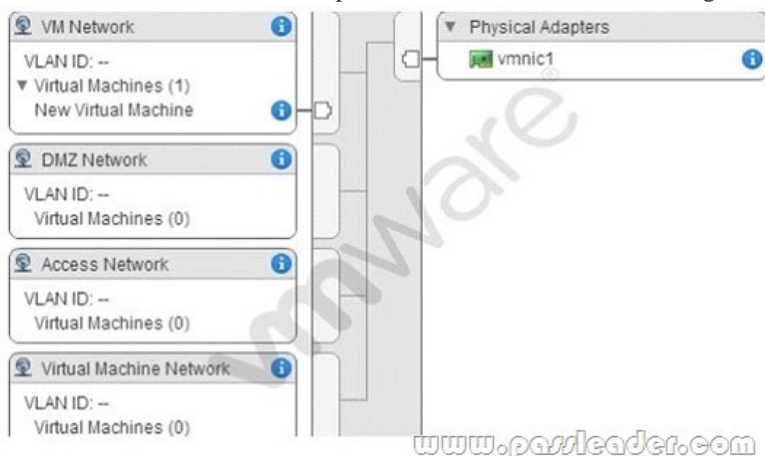 VM Network
VLAN ID: --
Virtual Machines (1)
New Virtual Machine
DMZ Network
VLAN ID: --
Virtual Machines (0)
Access Network
VLAN ID: --
Virtual Machines (0)
Virtual Machine Network
VLAN ID: --
Virtual Machines (0)
Physical Adapters
vmnic1
vmware®
www.passleader.com